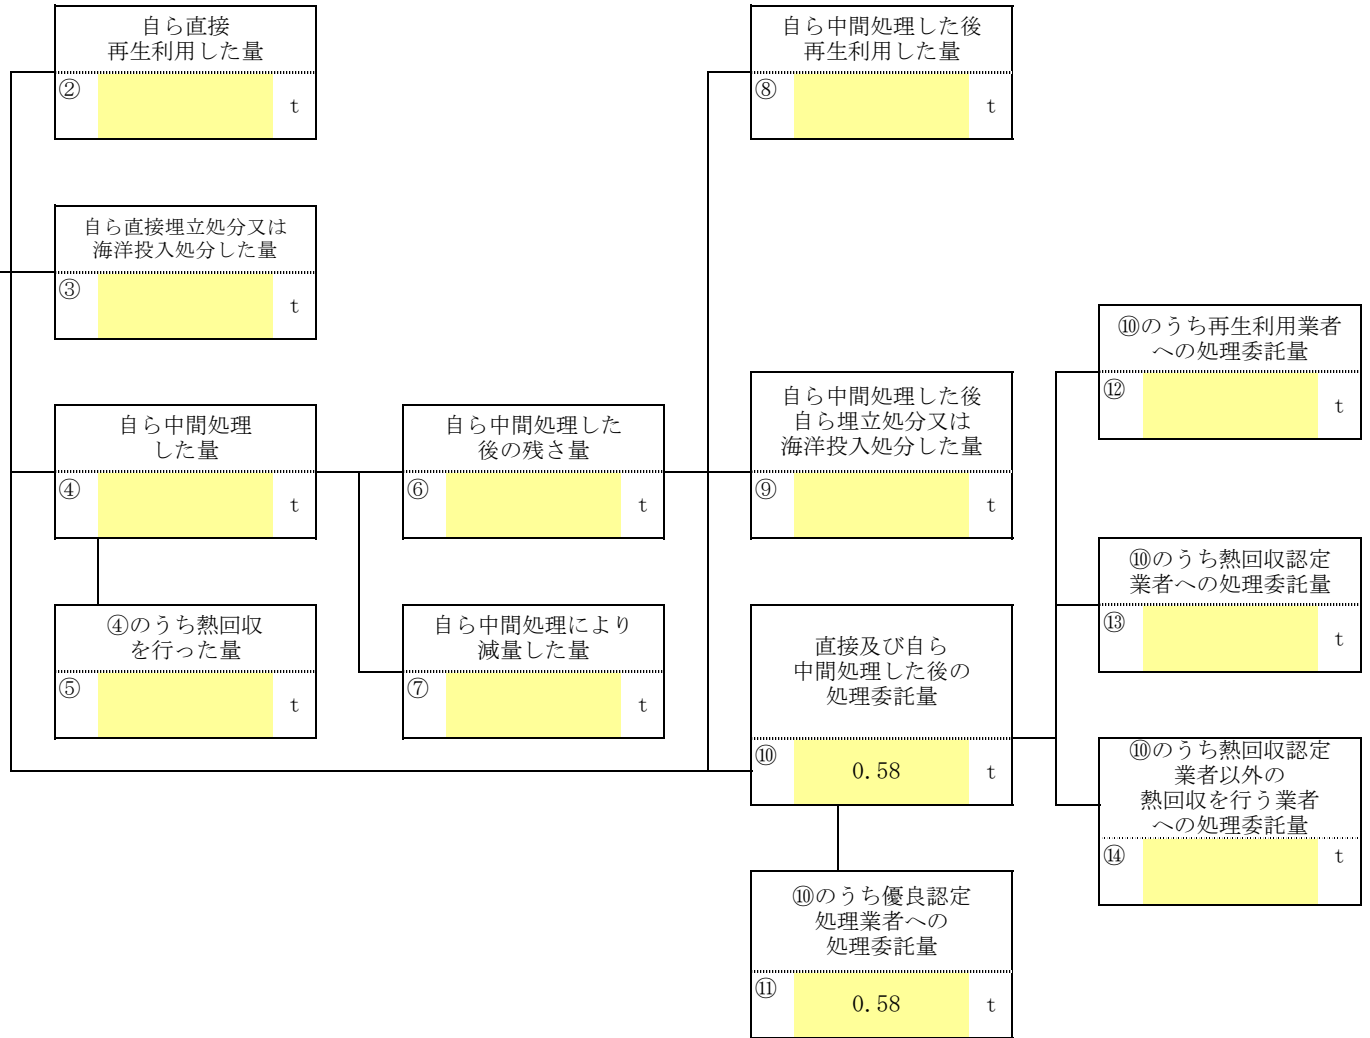 自ら直接
再生利用した量
②
t
自ら中間処理した後
再生利用した量
⑧
t
自ら直接埋立処分又は
海洋投入処分した量
③
t
⑩のうち再生利用業者
への処理委託量
⑫
t
自ら中間処理
した量
④
t
自ら中間処理した
後の残さ量
⑥
t
自ら中間処理した後
自ら埋立処分又は
海洋投入処分した量
⑨
t
⑩のうち熱回収認定
業者への処理委託量
⑬
t
④のうち熱回収
を行った量
⑤
t
自ら中間処理により
減量した量
⑦
t
直接及び自ら
中間処理した後の
処理委託量
⑩ 0.58 t
⑩のうち熱回収認定
業者以外の
熱回収を行う業者
への処理委託量
⑭
t
⑩のうち優良認定
処理業者への
処理委託量
⑪ 0.58 t